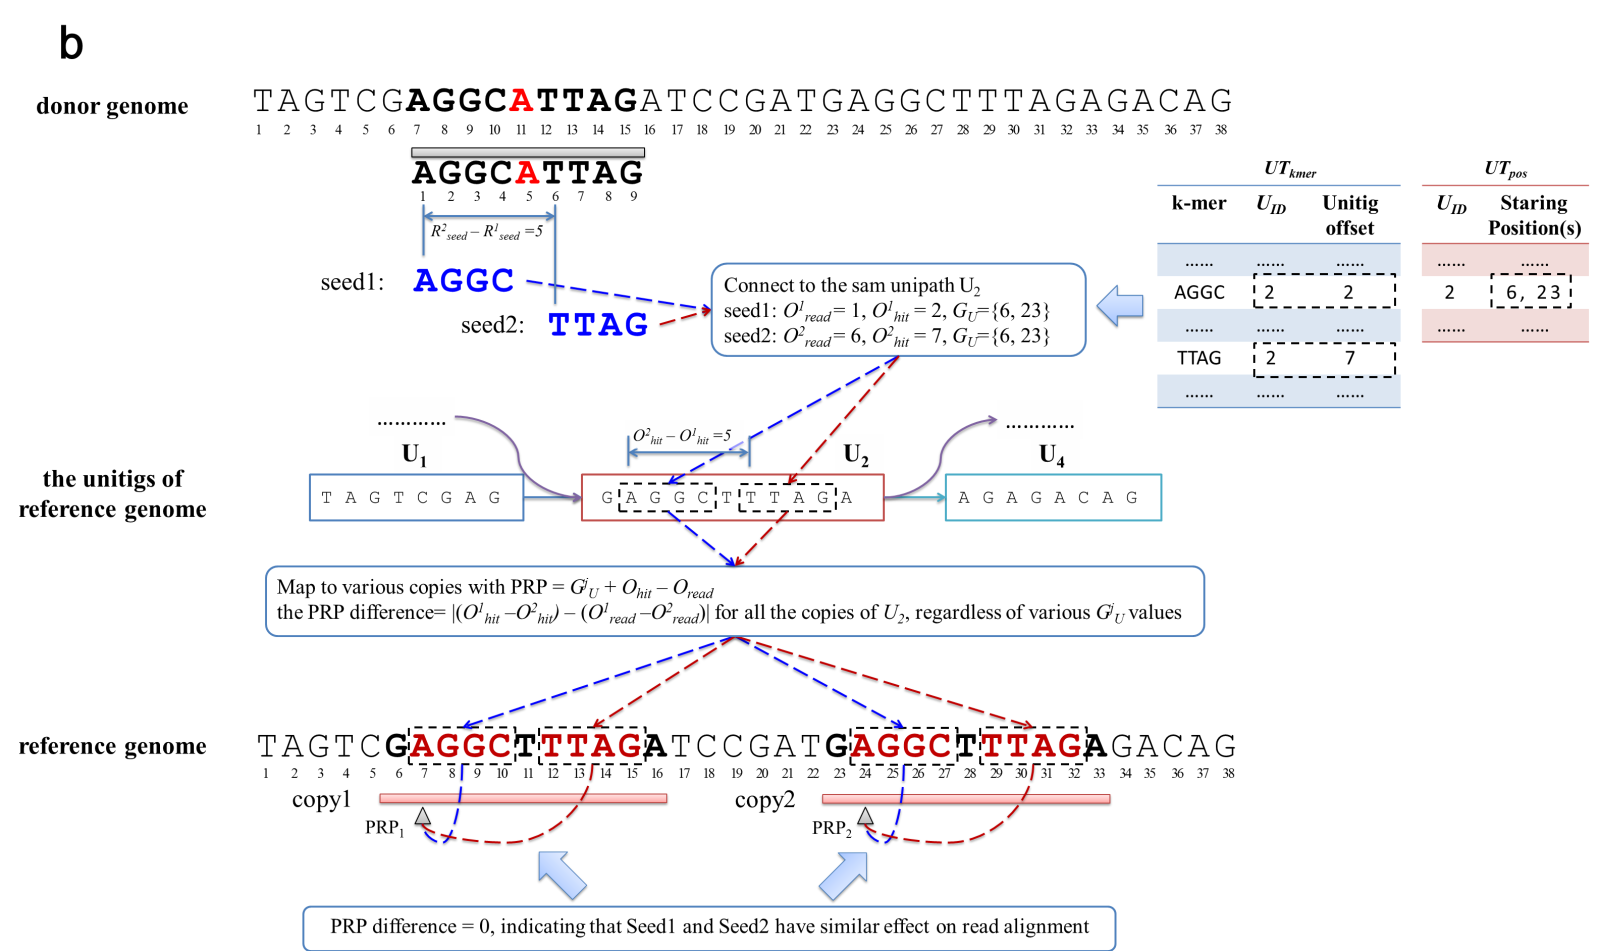 b
donor genome
TAGTCGAGGCATTAGATCCGATGAGGCTTTAGAGACAG
1 2 3 4 5 6 7 8 9 10 11 12 13 14 15 16 17 18 19 20 21 22 23 24 25 26 27 28 29 30 31 32 33 34 35 36 37 38
AGGCATTAG
1 2 3 4 5 6 7 8 9
R²seed – R¹seed =5
seed1: AGGC
seed2: TTAG
Connect to the sam unipath U₂
seed1: O¹read = 1, O¹hit = 2, GU={6, 23}
seed2: O²read = 6, O²hit = 7, GU={6, 23}
UTkmer
k-mer UID Unitig offset
...... ...... ......
AGGC 2 2
...... ...... ......
TTAG 2 7
...... ...... ......
UTpos
UID Staring Position(s)
...... ......
2 6, 23
...... ......
the unitigs of
reference genome
............
............
O²hit – O¹hit =5
U₁
U₂
U₄
T A G T C G A G
G A G G C T T T A G A
A G A G A C A G
Map to various copies with PRP = GʲU + Ohit – Oread
the PRP difference= |(O¹hit –O²hit) – (O¹read –O²read)| for all the copies of U₂, regardless of various GʲU values
reference genome
TAGTCGAGGCTTTAGATCCGATGAGGCTTTAGAGACAG
1 2 3 4 5 6 7 8 9 10 11 12 13 14 15 16 17 18 19 20 21 22 23 24 25 26 27 28 29 30 31 32 33 34 35 36 37 38
copy1
copy2
PRP₁
PRP₂
PRP difference = 0, indicating that Seed1 and Seed2 have similar effect on read alignment